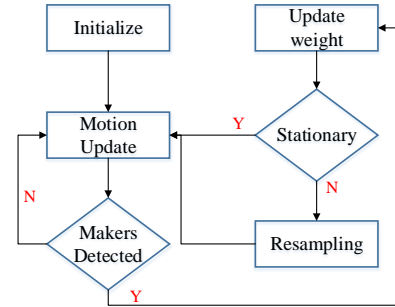 Initialize
Update
weight
Motion
Update
Y
Stationary
N
N
Makers
Detected
Resampling
Y